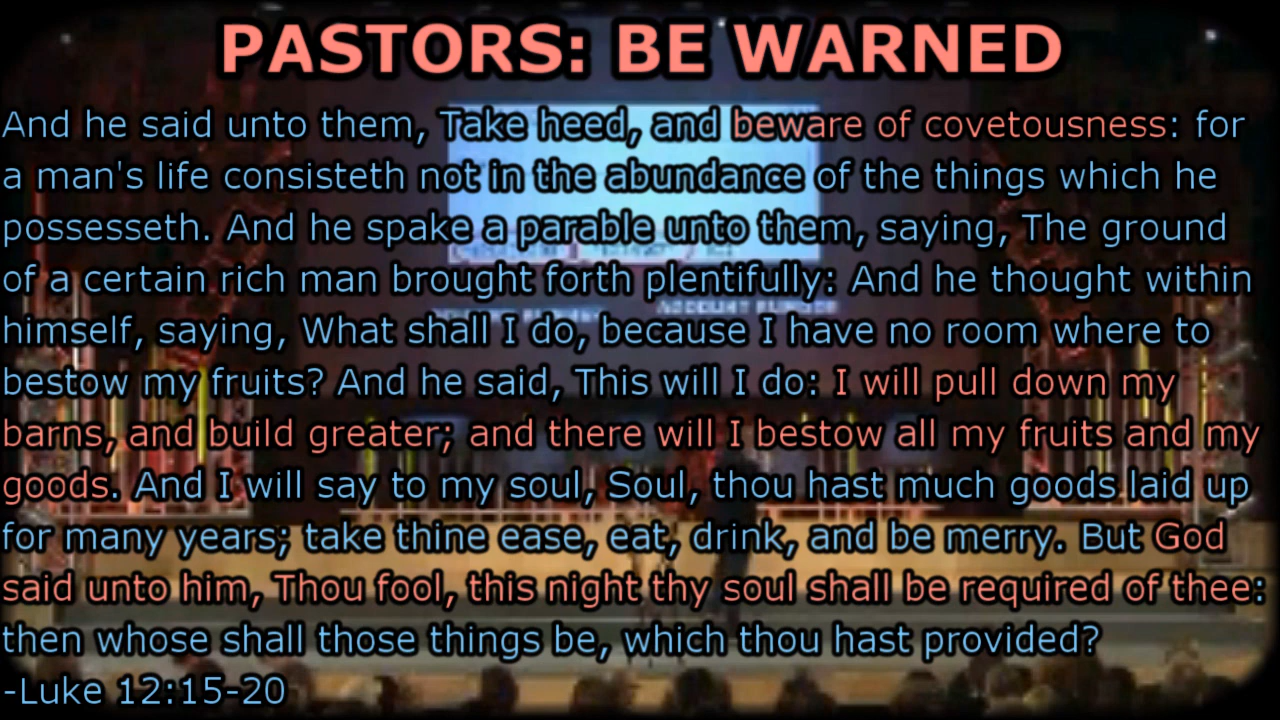 PASTORS: BE WARNED
And he said unto them, Take heed, and beware of covetousness: for
a man's life consisteth not in the abundance of the things which he
possesseth. And he spake a parable unto them, saying, The ground
of a certain rich man brought forth plentifully: And he thought within
himself, saying, What shall I do, because I have no room where to
bestow my fruits? And he said, This will I do: I will pull down my
barns, and build greater; and there will I bestow all my fruits and my
goods. And I will say to my soul, Soul, thou hast much goods laid up
for many years; take thine ease, eat, drink, and be merry. But God
said unto him, Thou fool, this night thy soul shall be required of thee:
then whose shall those things be, which thou hast provided?
-Luke 12:15-20